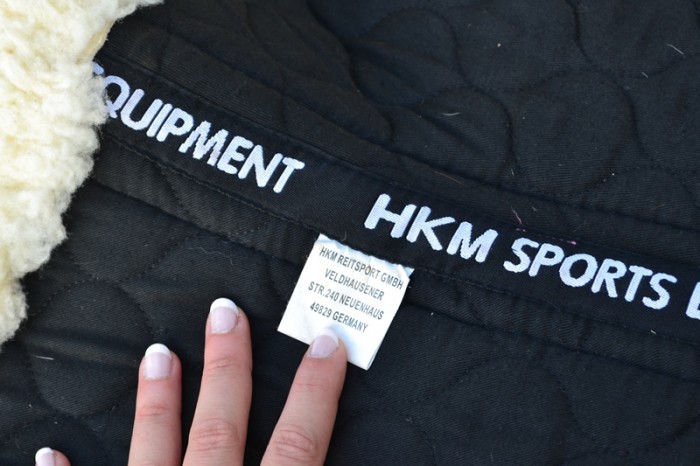 EQUIPMENT HKM SPORTS
HKM REITSPORT GMBH
VELDHAUSENER
STR.240 NEUENHAUS
49829 GERMANY